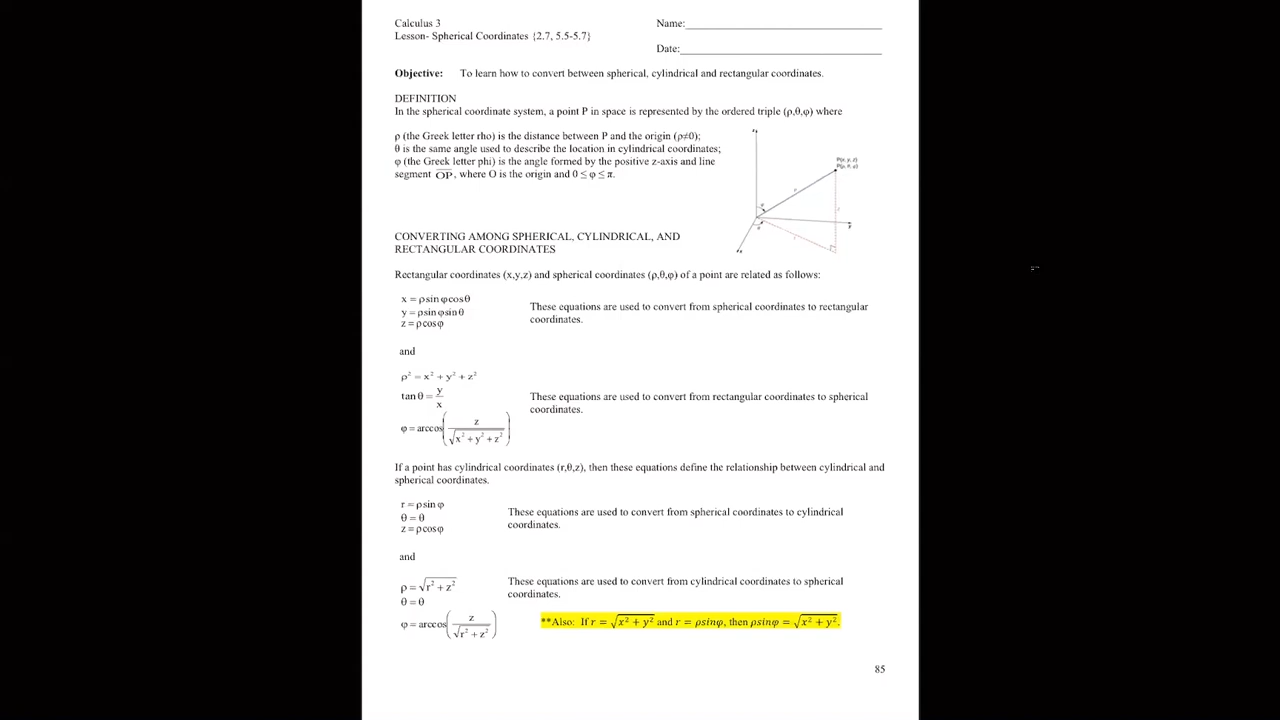 Calculus 3
Name:
Lesson- Spherical Coordinates {2.7, 5.5-5.7}
Date:
Objective: To learn how to convert between spherical, cylindrical and rectangular coordinates.
DEFINITION
In the spherical coordinate system, a point P in space is represented by the ordered triple (ρ,θ,φ) where
ρ (the Greek letter rho) is the distance between P and the origin (ρ≠0);
θ is the same angle used to describe the location in cylindrical coordinates;
φ (the Greek letter phi) is the angle formed by the positive z-axis and line
segment O̅P̅, where O is the origin and 0 ≤ φ ≤ π.
z
P(x, y, z)
P(ρ, θ, φ)
ρ
φ
z
y
θ
r
x
CONVERTING AMONG SPHERICAL, CYLINDRICAL, AND
RECTANGULAR COORDINATES
Rectangular coordinates (x,y,z) and spherical coordinates (ρ,θ,φ) of a point are related as follows:
x = ρsinφcosθ
y = ρsinφsinθ
z = ρcosφ
These equations are used to convert from spherical coordinates to rectangular
coordinates.
and
ρ² = x² + y² + z²
tanθ = y/x
φ = arccos(z/√(x² + y² + z²))
These equations are used to convert from rectangular coordinates to spherical
coordinates.
If a point has cylindrical coordinates (r,θ,z), then these equations define the relationship between cylindrical and
spherical coordinates.
r = ρsinφ
θ = θ
z = ρcosφ
These equations are used to convert from spherical coordinates to cylindrical
coordinates.
and
ρ = √(r² + z²)
θ = θ
φ = arccos(z/√(r² + z²))
These equations are used to convert from cylindrical coordinates to spherical
coordinates.
**Also: If r = √(x² + y²) and r = ρsinφ, then ρsinφ = √(x² + y²).
85